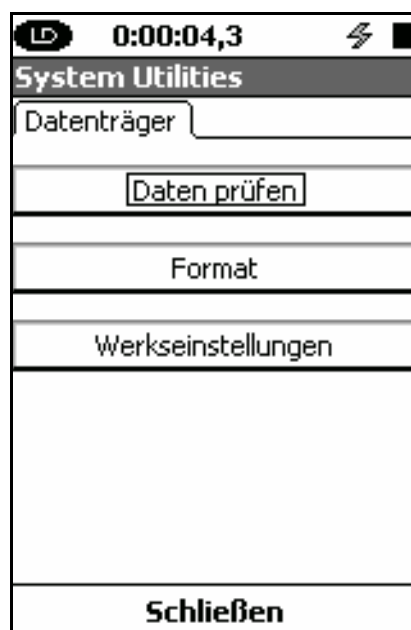 LD 0:00:04,3
System Utilities
Datenträger
Daten prüfen
Format
Werkseinstellungen
Schließen